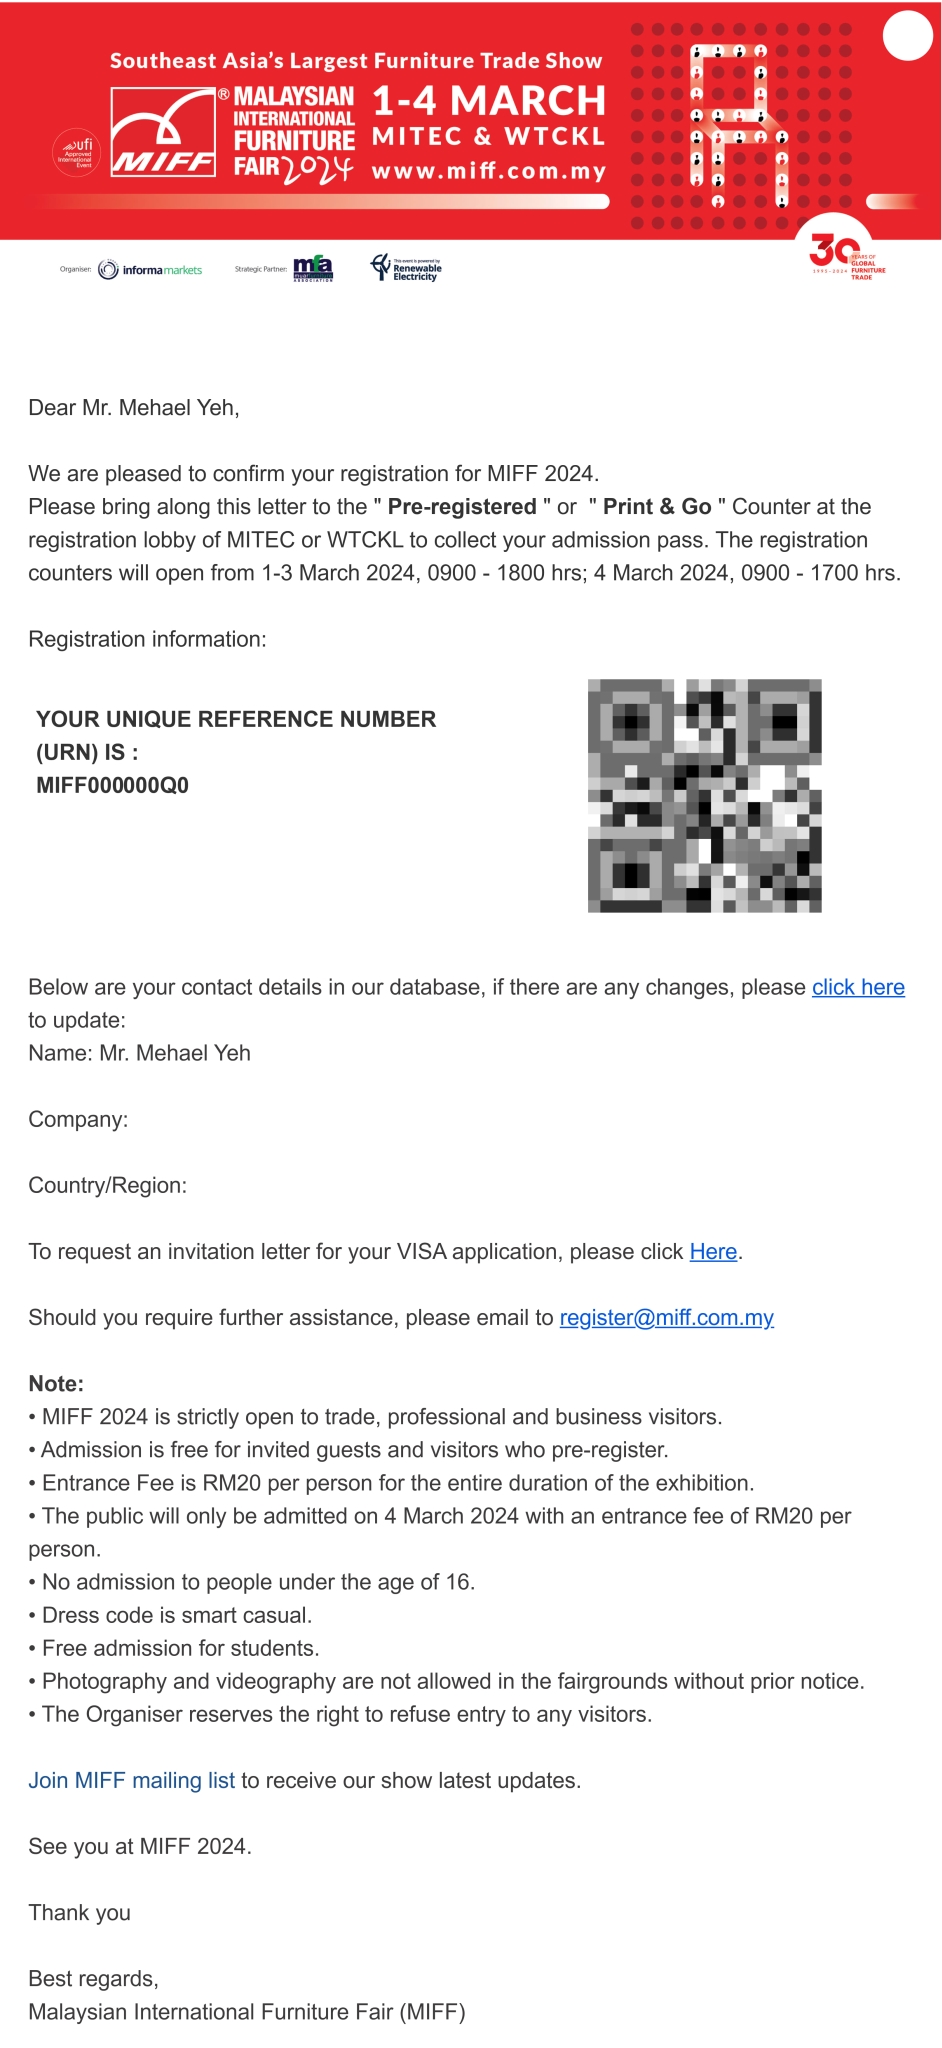 Southeast Asia's Largest Furniture Trade Show
ufi
Approved
International
Event
MIFF®
MALAYSIAN
INTERNATIONAL
FURNITURE
FAIR 2024
1-4 MARCH
MITEC & WTCKL
www.miff.com.my
Organiser: informa markets
Strategic Partner: mfa
ASSOCIATION
This event is powered by
Renewable
Electricity
30
YEARS OF
GLOBAL
FURNITURE
TRADE
1995-2024
Dear Mr. Mehael Yeh,
We are pleased to confirm your registration for MIFF 2024.
Please bring along this letter to the " Pre-registered " or " Print & Go " Counter at the
registration lobby of MITEC or WTCKL to collect your admission pass. The registration
counters will open from 1-3 March 2024, 0900 - 1800 hrs; 4 March 2024, 0900 - 1700 hrs.
Registration information:
YOUR UNIQUE REFERENCE NUMBER
(URN) IS :
MIFF000000Q0
Below are your contact details in our database, if there are any changes, please click here
to update:
Name: Mr. Mehael Yeh
Company:
Country/Region:
To request an invitation letter for your VISA application, please click Here.
Should you require further assistance, please email to register@miff.com.my
Note:
• MIFF 2024 is strictly open to trade, professional and business visitors.
• Admission is free for invited guests and visitors who pre-register.
• Entrance Fee is RM20 per person for the entire duration of the exhibition.
• The public will only be admitted on 4 March 2024 with an entrance fee of RM20 per
person.
• No admission to people under the age of 16.
• Dress code is smart casual.
• Free admission for students.
• Photography and videography are not allowed in the fairgrounds without prior notice.
• The Organiser reserves the right to refuse entry to any visitors.
Join MIFF mailing list to receive our show latest updates.
See you at MIFF 2024.
Thank you
Best regards,
Malaysian International Furniture Fair (MIFF)